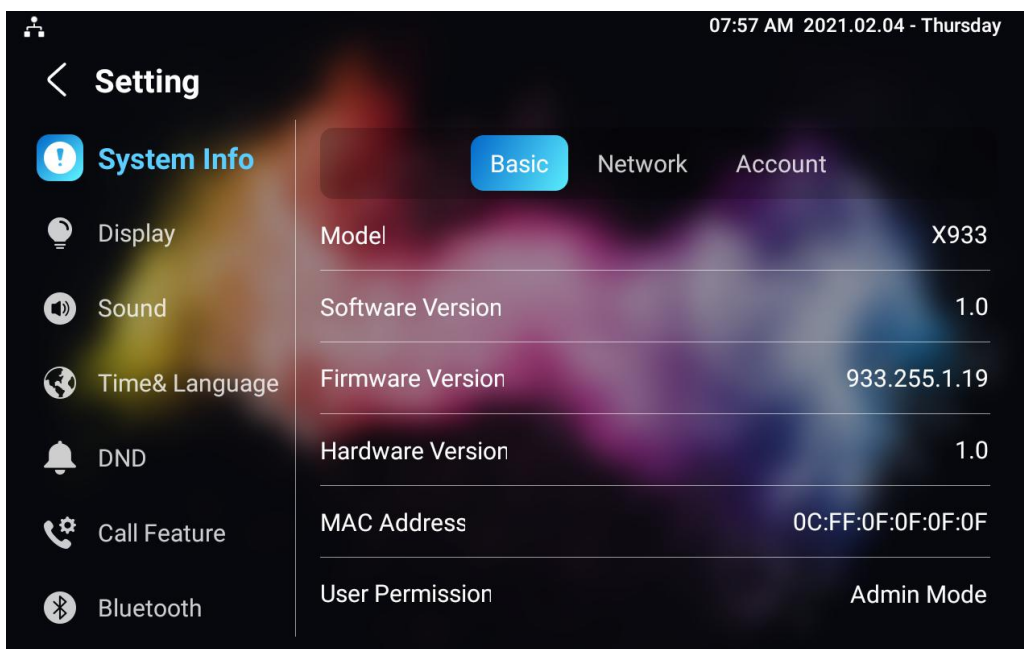 07:57 AM 2021.02.04 - Thursday
Setting
System Info
Display
Sound
Time& Language
DND
Call Feature
Bluetooth
Basic Network Account
Model X933
Software Version 1.0
Firmware Version 933.255.1.19
Hardware Version 1.0
MAC Address 0C:FF:0F:0F:0F:0F
User Permission Admin Mode